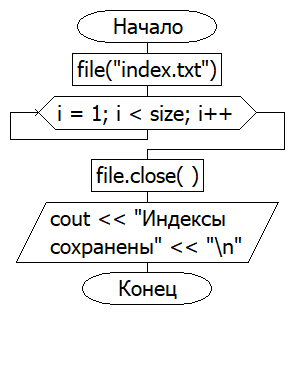 Начало
file("index.txt")
i = 1; i < size; i++
file.close( )
cout << "Индексы
сохранены" << "\n"
Конец